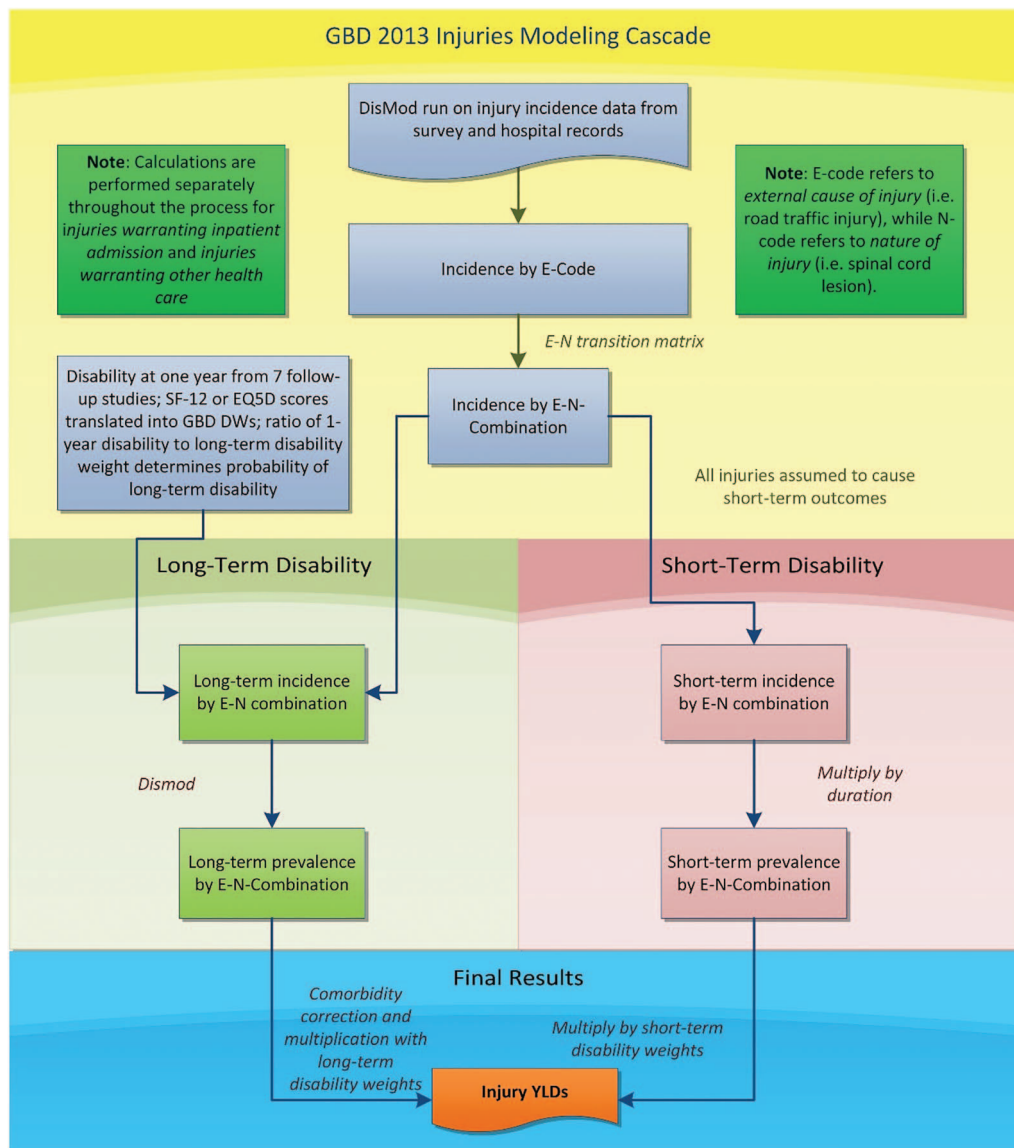 GBD 2013 Injuries Modeling Cascade
DisMod run on injury incidence data from
survey and hospital records
Note: Calculations are
performed separately
throughout the process for
injuries warranting inpatient
admission and injuries
warranting other health
care
Note: E-code refers to
external cause of injury (i.e.
road traffic injury), while N-
code refers to nature of
injury (i.e. spinal cord
lesion).
Incidence by E-Code
E-N transition matrix
Disability at one year from 7 follow-
up studies; SF-12 or EQ5D scores
translated into GBD DWs; ratio of 1-
year disability to long-term disability
weight determines probability of
long-term disability
Incidence by E-N-
Combination
All injuries assumed to cause
short-term outcomes
Long-Term Disability
Short-Term Disability
Long-term incidence
by E-N combination
Short-term incidence
by E-N combination
Dismod
Multiply by
duration
Long-term prevalence
by E-N-Combination
Short-term prevalence
by E-N-Combination
Final Results
Comorbidity
correction and
multiplication with
long-term
disability weights
Multiply by short-term
disability weights
Injury YLDs